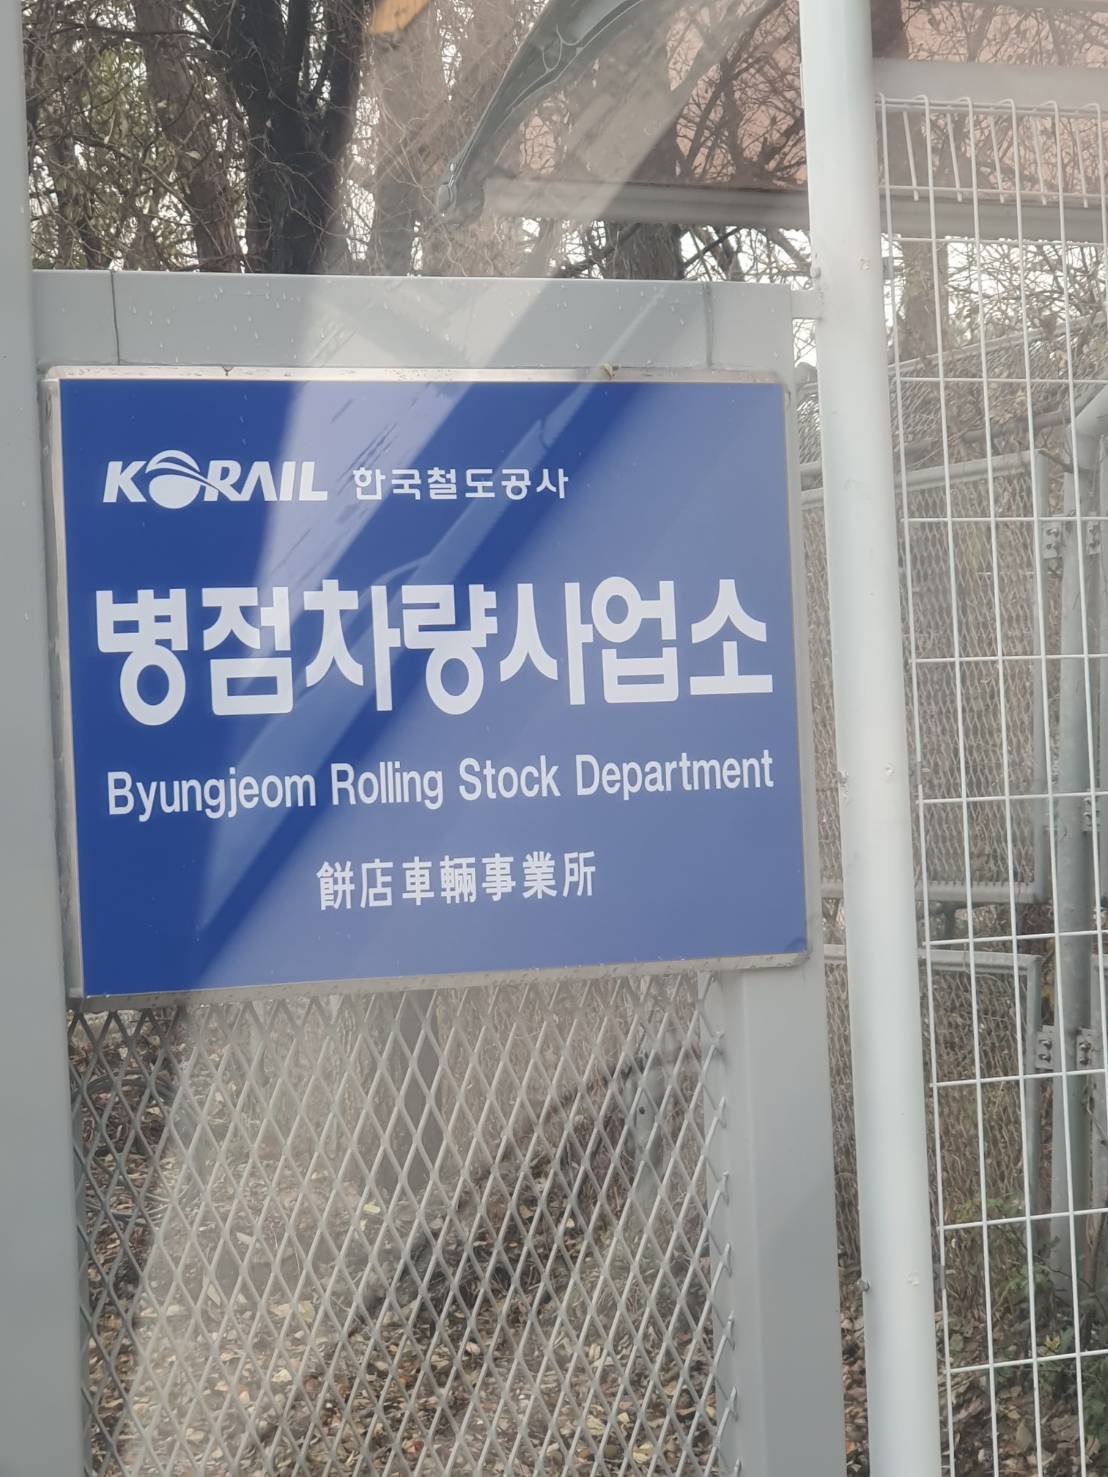 KORAIL 한국철도공사
병점차량사업소
Byungjeom Rolling Stock Department
餠店車輛事業所